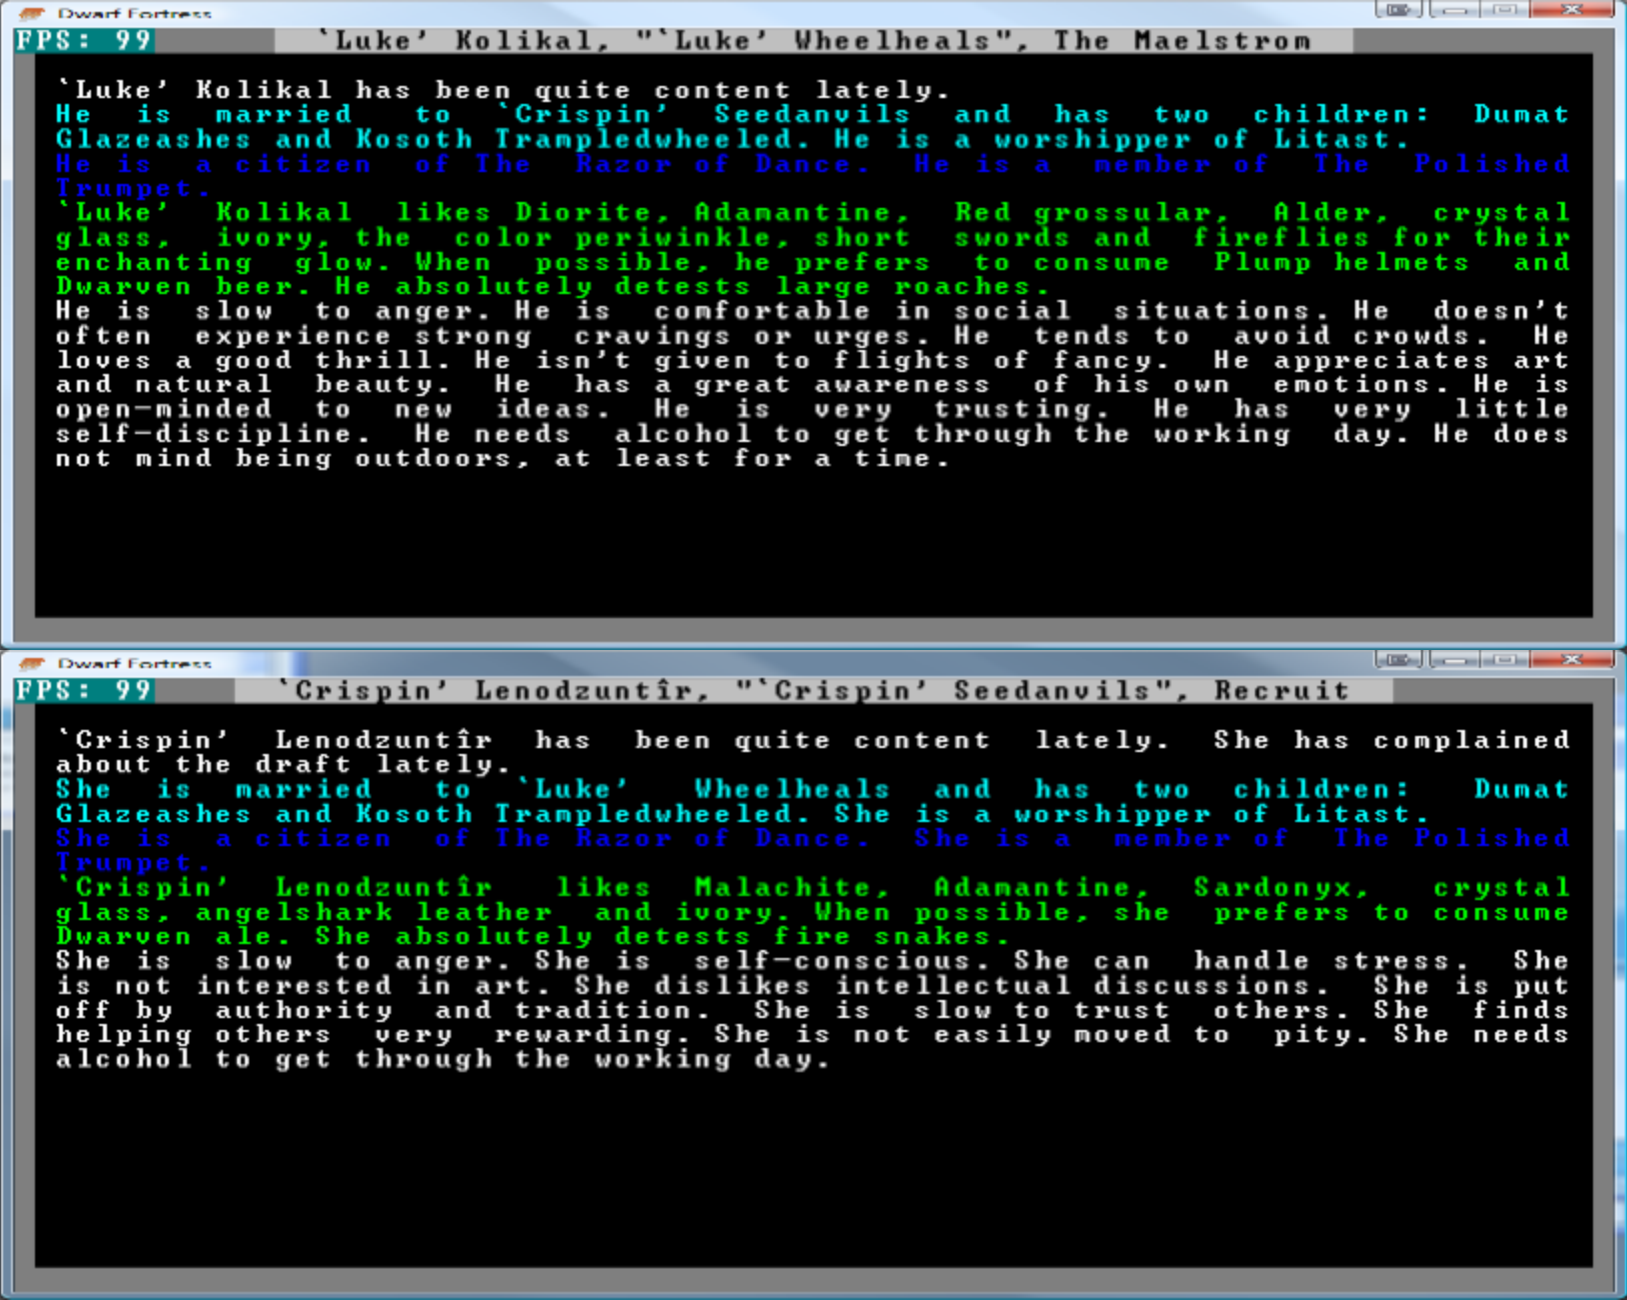 Dwarf Fortress
FPS: 99 `Luke' Kolikal, "`Luke' Wheelheals", The Maelstrom
`Luke' Kolikal has been quite content lately.
He is married to `Crispin' Seedanvils and has two children: Dumat
Glazeashes and Kosoth Trampledwheeled. He is a worshipper of Litast.
He is a citizen of The Razor of Dance. He is a member of The Polished
Trumpet.
`Luke' Kolikal likes Diorite, Adamantine, Red grossular, Alder, crystal
glass, ivory, the color periwinkle, short swords and fireflies for their
enchanting glow. When possible, he prefers to consume Plump helmets and
Dwarven beer. He absolutely detests large roaches.
He is slow to anger. He is comfortable in social situations. He doesn't
often experience strong cravings or urges. He tends to avoid crowds. He
loves a good thrill. He isn't given to flights of fancy. He appreciates art
and natural beauty. He has a great awareness of his own emotions. He is
open-minded to new ideas. He is very trusting. He has very little
self-discipline. He needs alcohol to get through the working day. He does
not mind being outdoors, at least for a time.
Dwarf Fortress
FPS: 99 `Crispin' Lenodzuntîr, "`Crispin' Seedanvils", Recruit
`Crispin' Lenodzuntîr has been quite content lately. She has complained
about the draft lately.
She is married to `Luke' Wheelheals and has two children: Dumat
Glazeashes and Kosoth Trampledwheeled. She is a worshipper of Litast.
She is a citizen of The Razor of Dance. She is a member of The Polished
Trumpet.
`Crispin' Lenodzuntîr likes Malachite, Adamantine, Sardonyx, crystal
glass, angelshark leather and ivory. When possible, she prefers to consume
Dwarven ale. She absolutely detests fire snakes.
She is slow to anger. She is self-conscious. She can handle stress. She
is not interested in art. She dislikes intellectual discussions. She is put
off by authority and tradition. She is slow to trust others. She finds
helping others very rewarding. She is not easily moved to pity. She needs
alcohol to get through the working day.